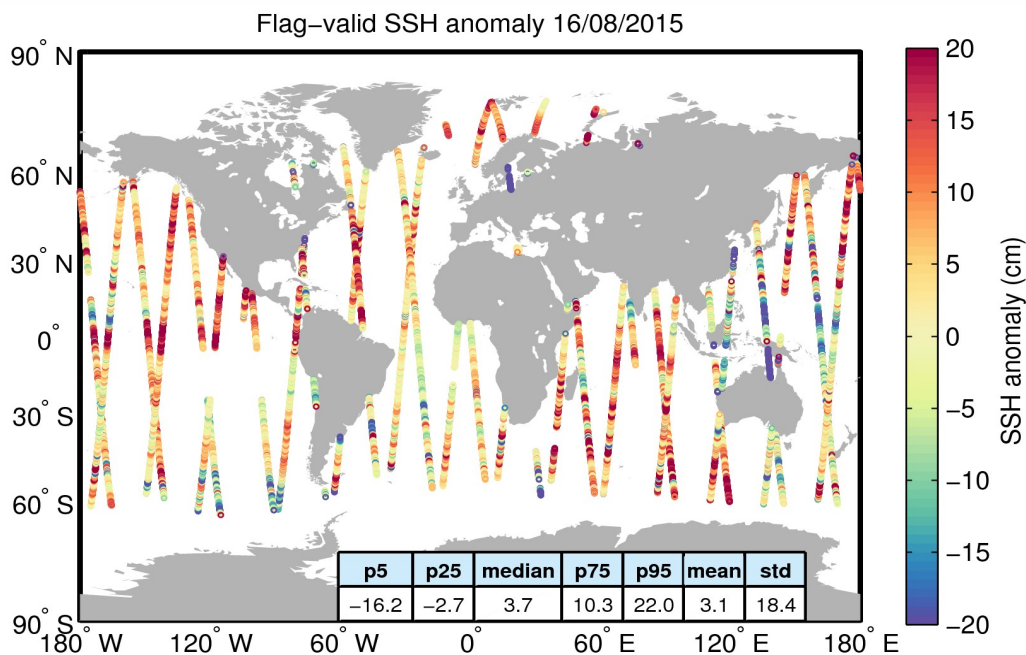 Flag−valid SSH anomaly 16/08/2015
90° N
60° N
30° N
0°
30° S
60° S
90° S
180° W
120° W
60° W
0°
60° E
120° E
180° E
20
15
10
5
0
−5
−10
−15
−20
SSH anomaly (cm)
p5 p25 median p75 p95 mean std
−16.2 −2.7 3.7 10.3 22.0 3.1 18.4